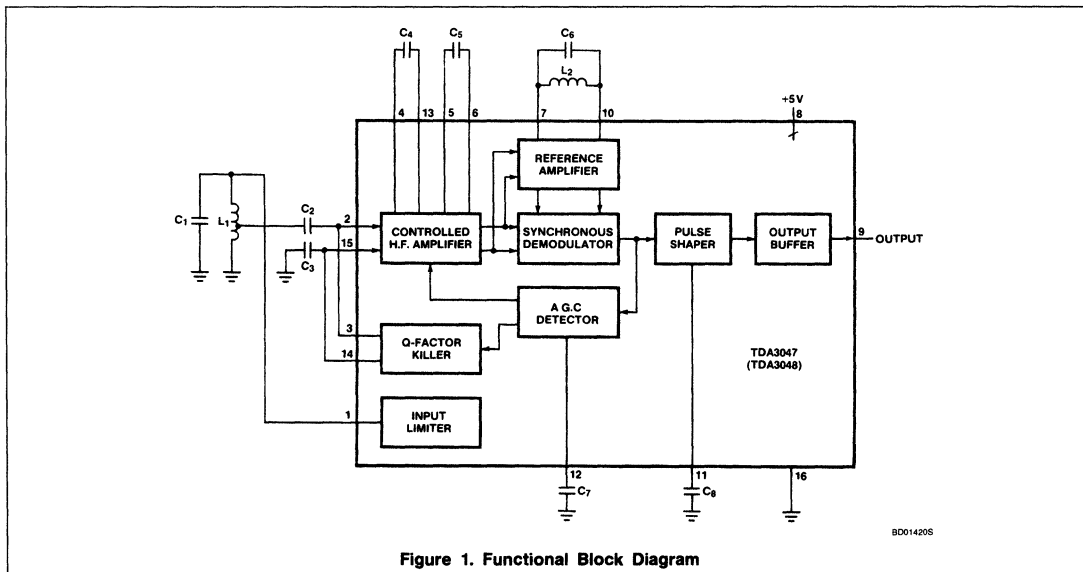 C4
C5
C6
L2
+5V
4
13
5
6
7
10
8
REFERENCE
AMPLIFIER
C1
L1
C2
2
15
C3
CONTROLLED
H.F. AMPLIFIER
SYNCHRONOUS
DEMODULATOR
PULSE
SHAPER
OUTPUT
BUFFER
9
OUTPUT
A G.C
DETECTOR
3
14
Q-FACTOR
KILLER
TDA3047
(TDA3048)
1
INPUT
LIMITER
12
C7
11
C8
16
BD01420S
Figure 1. Functional Block Diagram